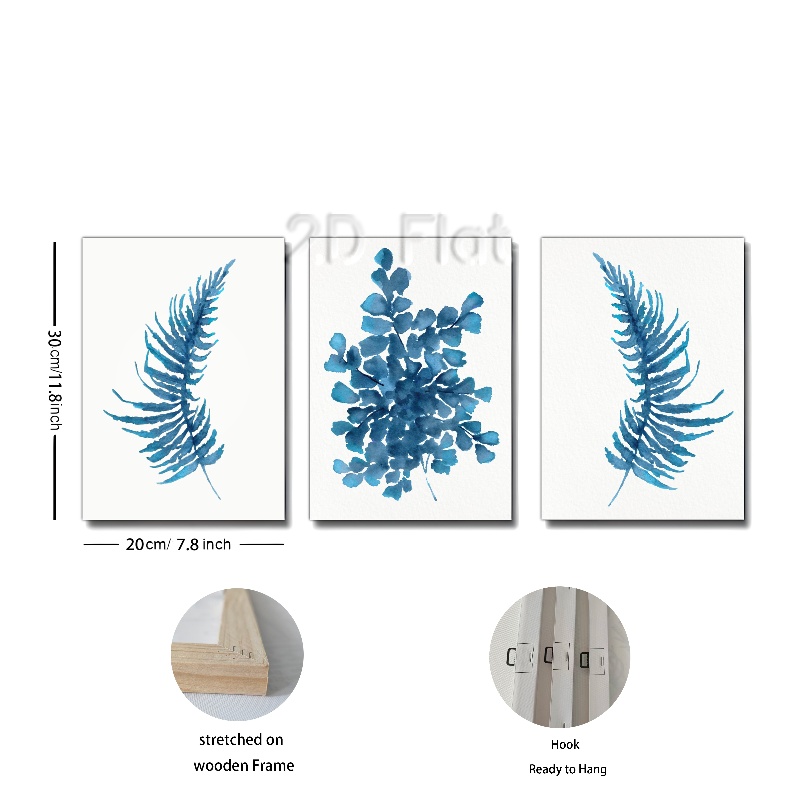 2D Flat
30cm/11.8inch
20cm/ 7.8 inch
stretched on
wooden Frame
Hook
Ready to Hang